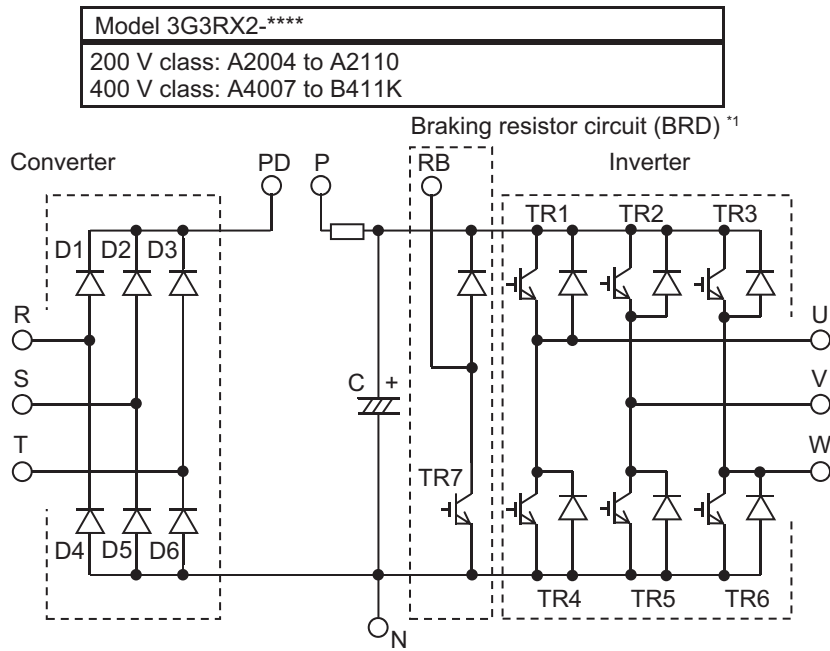 Model 3G3RX2-****
200 V class: A2004 to A2110
400 V class: A4007 to B411K
Braking resistor circuit (BRD) *1
Converter
PD
P
RB
Inverter
D1
D2
D3
TR1
TR2
TR3
R
U
S
C
+
V
T
W
TR7
D4
D5
D6
TR4
TR5
TR6
N